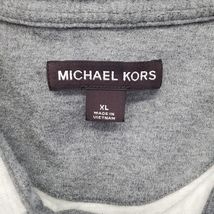 MICHAEL KORS
XL
MADE IN
VIETNAM